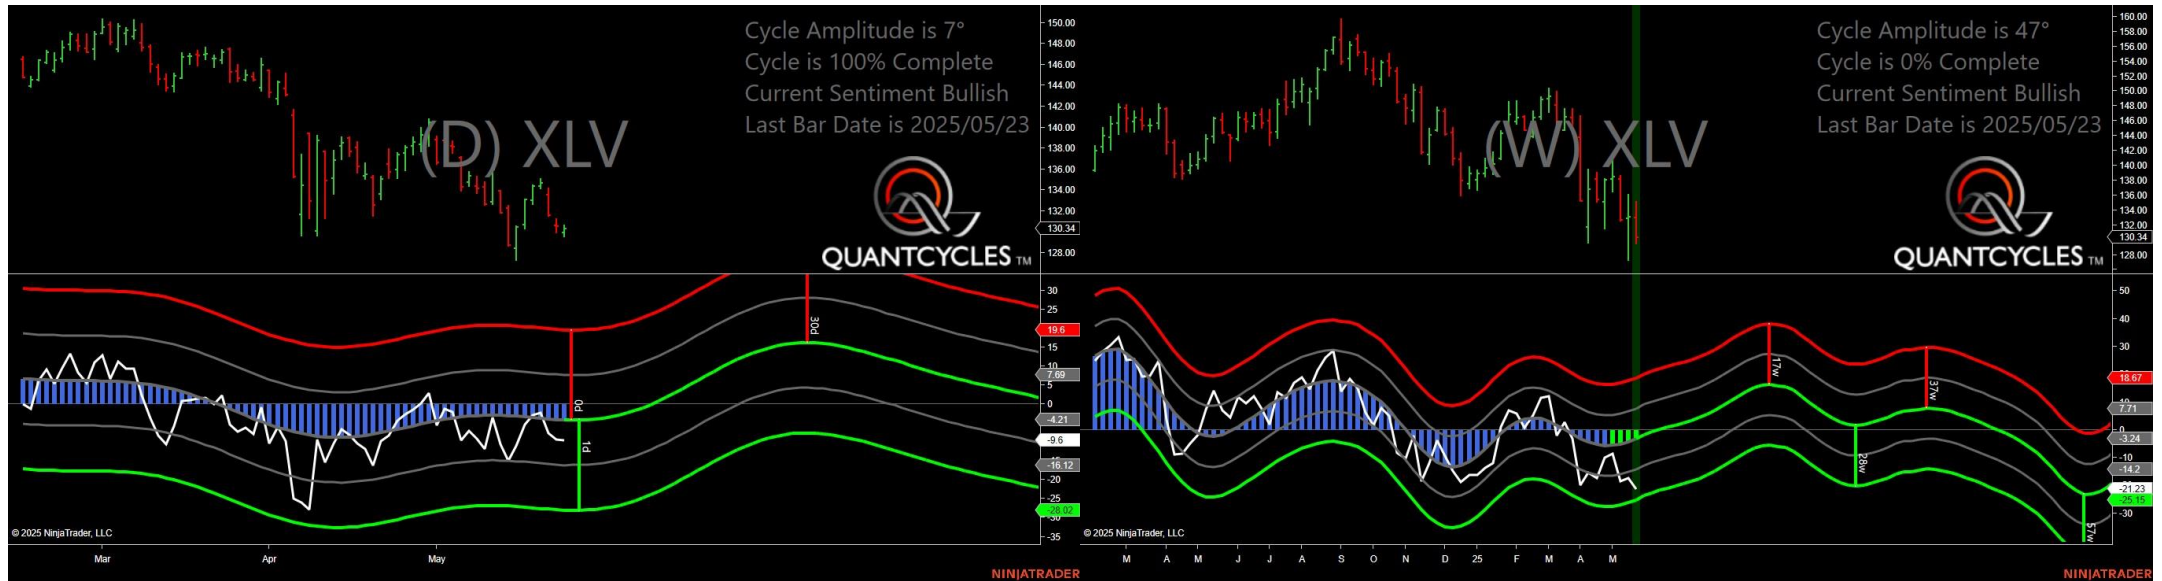 Cycle Amplitude is 7°
Cycle is 100% Complete
Current Sentiment Bullish
Last Bar Date is 2025/05/23
(D) XLV
QUANTCYCLES TM
150.00
148.00
146.00
144.00
142.00
140.00
138.00
136.00
134.00
132.00
130.34
128.00
30
25
19.6
15
7.69
5
0
-4.21
-9.6
-16.12
-20
-25
-28.02
-30
-35
0d
1d
30d
© 2025 NinjaTrader, LLC
Mar
Apr
May
NINJATRADER
Cycle Amplitude is 47°
Cycle is 0% Complete
Current Sentiment Bullish
Last Bar Date is 2025/05/23
(W) XLV
QUANTCYCLES TM
160.00
158.00
156.00
154.00
152.00
150.00
148.00
146.00
144.00
142.00
140.00
138.00
136.00
134.00
132.00
130.34
128.00
50
40
30
18.67
7.71
0
-3.24
-10
-14.2
-21.23
-25.15
-30
17w
28w
37w
57w
© 2025 NinjaTrader, LLC
M A M J J A S O N D 25 F M A M
NINJATRADER